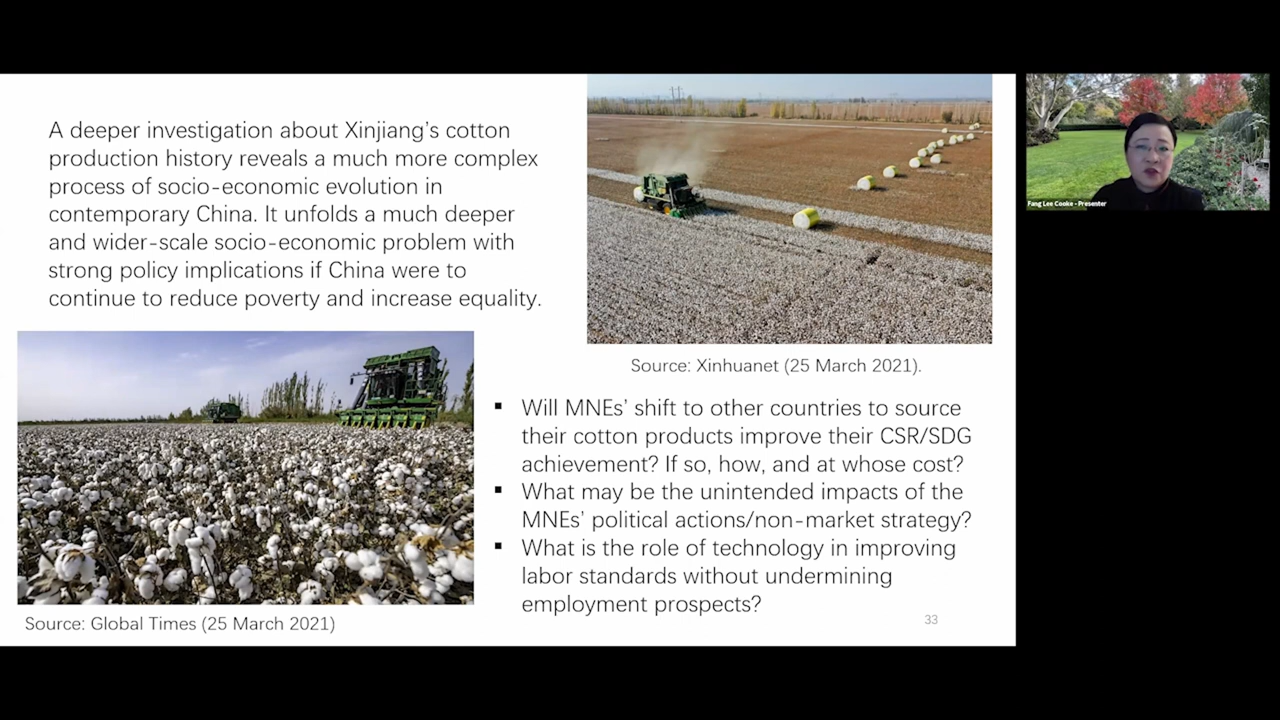 A deeper investigation about Xinjiang's cotton
production history reveals a much more complex
process of socio-economic evolution in
contemporary China. It unfolds a much deeper
and wider-scale socio-economic problem with
strong policy implications if China were to
continue to reduce poverty and increase equality.
Source: Global Times (25 March 2021)
Source: Xinhuanet (25 March 2021).
▪ Will MNEs' shift to other countries to source
their cotton products improve their CSR/SDG
achievement? If so, how, and at whose cost?
▪ What may be the unintended impacts of the
MNEs' political actions/non-market strategy?
▪ What is the role of technology in improving
labor standards without undermining
employment prospects?
33
Fang Lee Cooke - Presenter